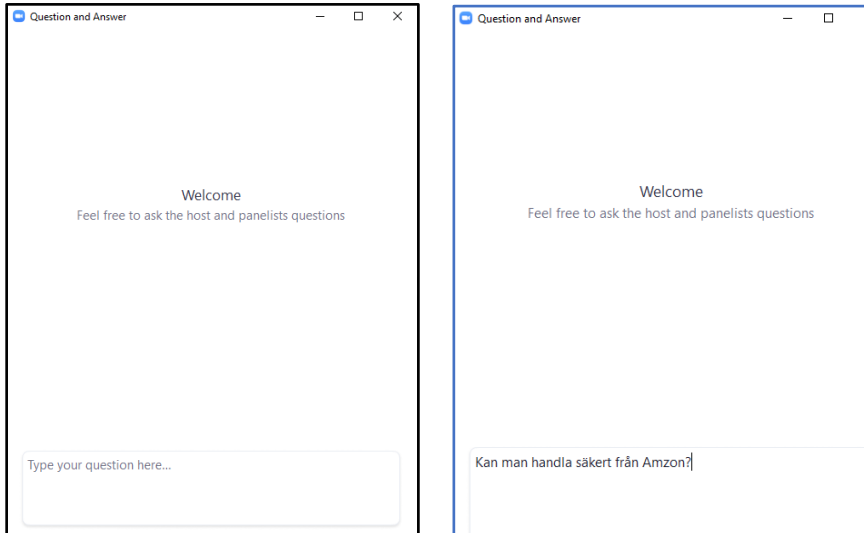 Question and Answer
Welcome
Feel free to ask the host and panelists questions
Type your question here...
Question and Answer
Welcome
Feel free to ask the host and panelists questions
Kan man handla säkert från Amzon?